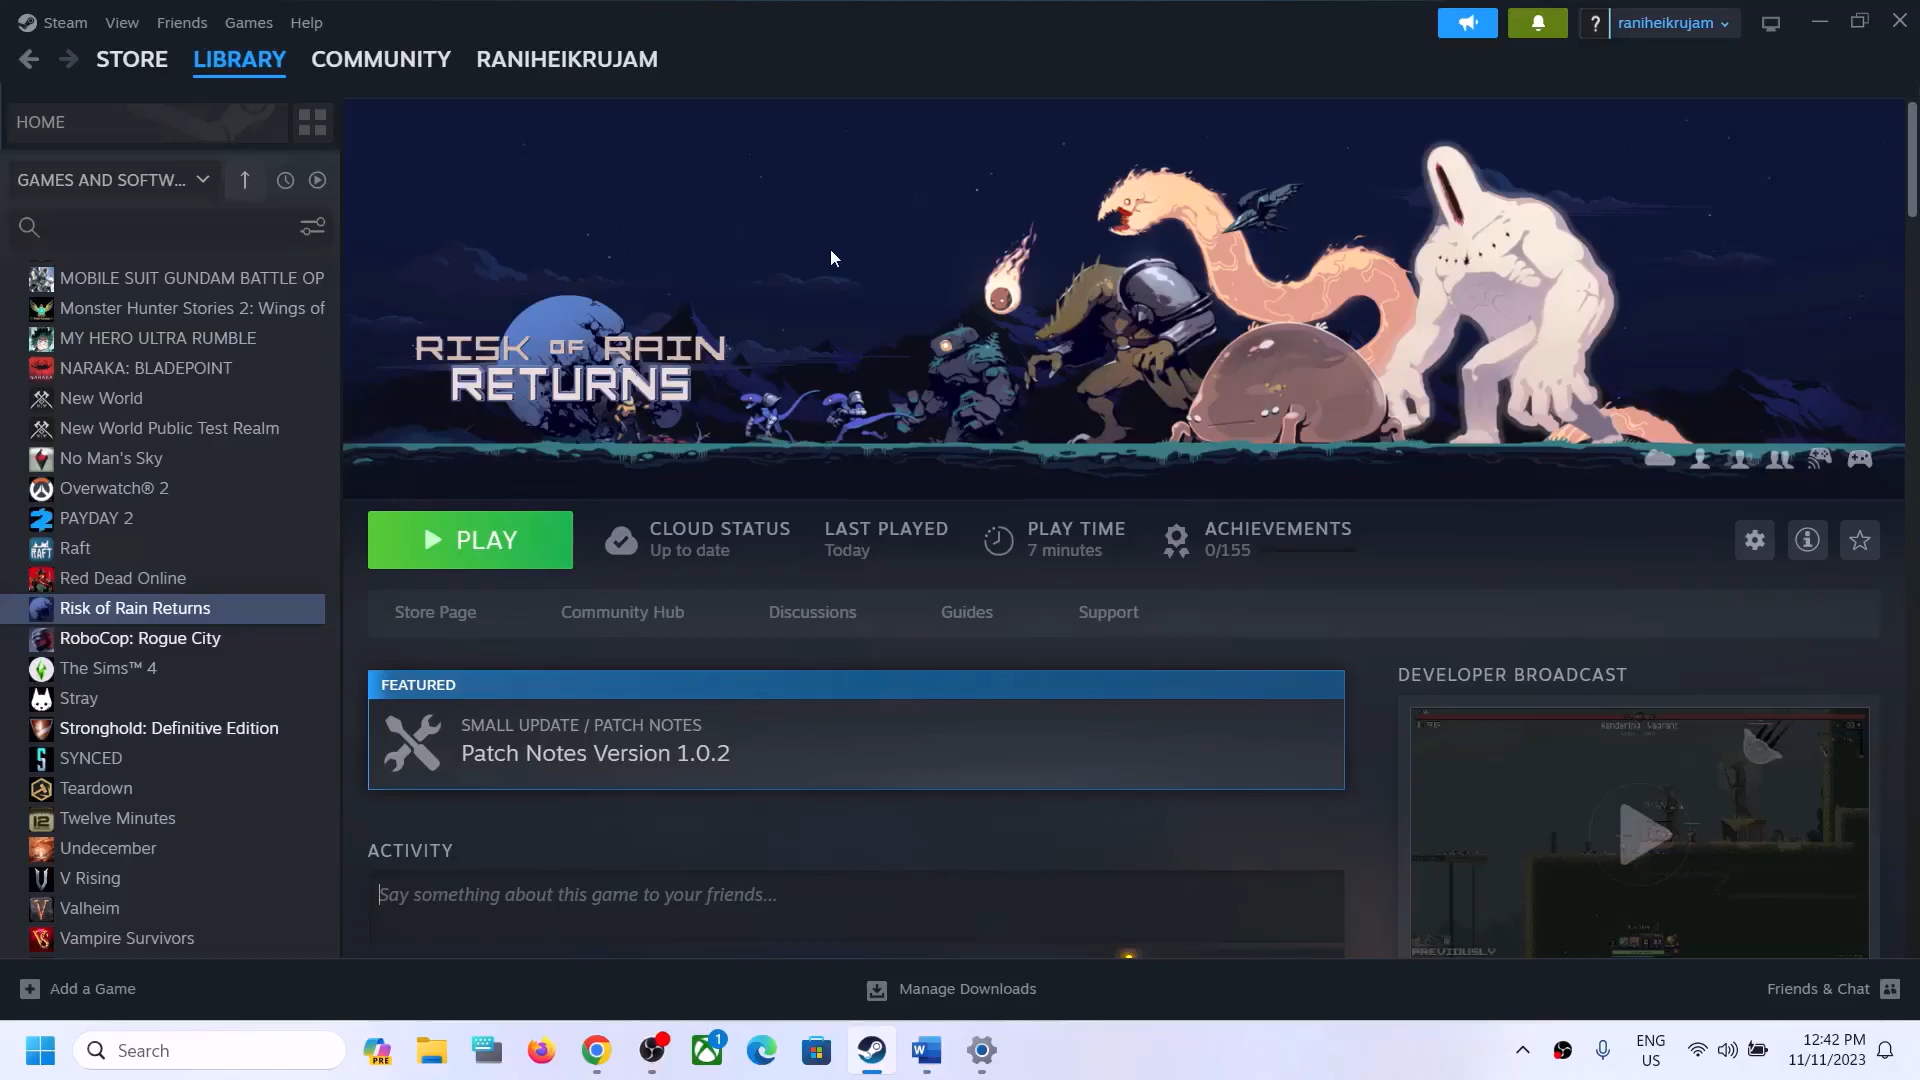 Steam View Friends Games Help
? raniheikrujam
STORE LIBRARY COMMUNITY RANIHEIKRUJAM
HOME
GAMES AND SOFTW...
MOBILE SUIT GUNDAM BATTLE OP
Monster Hunter Stories 2: Wings of
MY HERO ULTRA RUMBLE
NARAKA: BLADEPOINT
New World
New World Public Test Realm
No Man's Sky
Overwatch® 2
PAYDAY 2
Raft
Red Dead Online
Risk of Rain Returns
RoboCop: Rogue City
The Sims™ 4
Stray
Stronghold: Definitive Edition
SYNCED
Teardown
Twelve Minutes
Undecember
V Rising
Valheim
Vampire Survivors
RISK OF RAIN
RETURNS
PLAY
CLOUD STATUS
Up to date
LAST PLAYED
Today
PLAY TIME
7 minutes
ACHIEVEMENTS
0/155
Store Page Community Hub Discussions Guides Support
FEATURED
SMALL UPDATE / PATCH NOTES
Patch Notes Version 1.0.2
ACTIVITY
Say something about this game to your friends...
DEVELOPER BROADCAST
Wandering Vagrant
PREVIOUSLY
Add a Game
Manage Downloads
Friends & Chat
Search
PRE
1
ENG
US
12:42 PM
11/11/2023